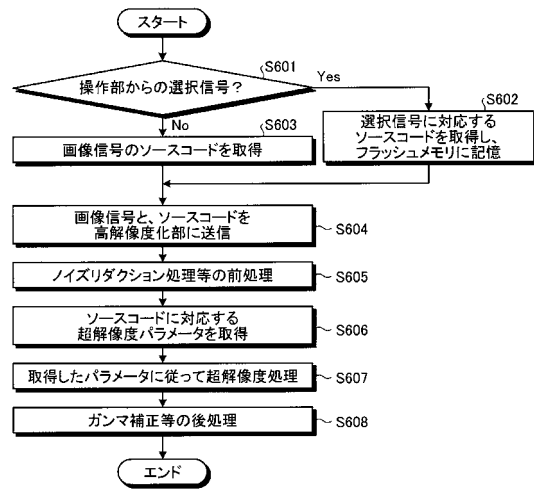 スタート
S601
操作部からの選択信号?
Yes
No
S602
選択信号に対応する
ソースコードを取得し、
フラッシュメモリに記憶
S603
画像信号のソースコードを取得
画像信号と、ソースコードを
高解像度化部に送信
S604
ノイズリダクション処理等の前処理
S605
ソースコードに対応する
超解像度パラメータを取得
S606
取得したパラメータに従って超解像度処理
S607
ガンマ補正等の後処理
S608
エンド